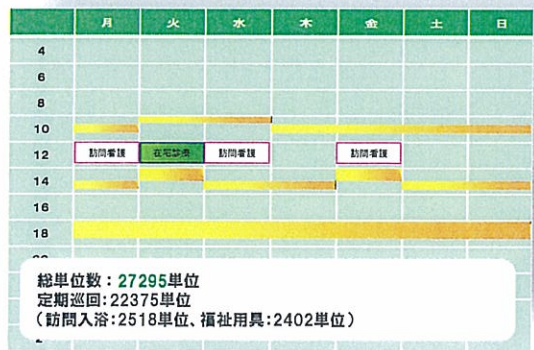 月 火 水 木 金 土 日
4
6
8
10
12 訪問看護 在宅診療 訪問看護 訪問看護
14
16
18
総単位数：27295単位
定期巡回：22375単位
（訪問入浴：2518単位、福祉用具：2402単位）